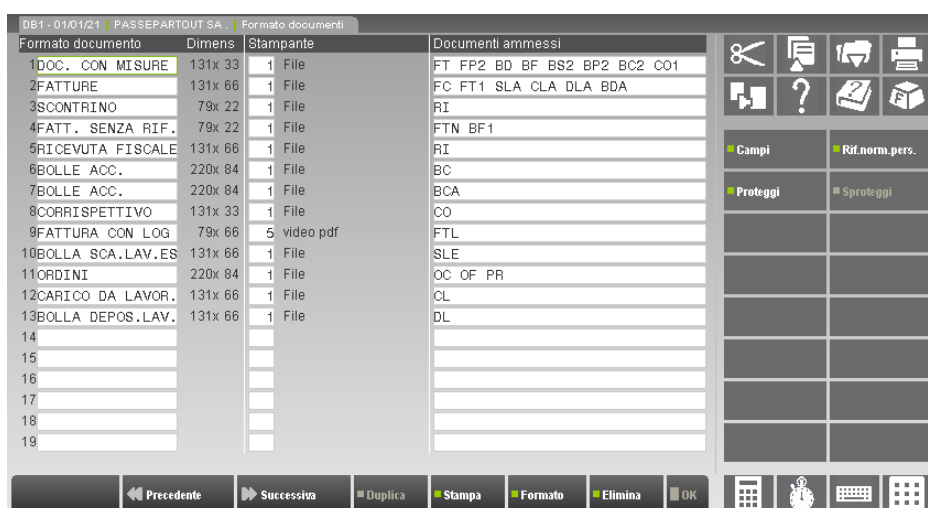 DB1 - 01/01/21 | PASSEPARTOUT SA . | Formato documenti
Formato documento Dimens Stampante Documenti ammessi
1 DOC. CON MISURE 131x 33 1 File FT FP2 BD BF BS2 BP2 BC2 CO1
2 FATTURE 131x 66 1 File FC FT1 SLA CLA DLA BDA
3 SCONTRINO 79x 22 1 File RI
4 FATT. SENZA RIF. 79x 22 1 File FTN BF1
5 RICEVUTA FISCALE 131x 66 1 File RI
6 BOLLE ACC. 220x 84 1 File BC
7 BOLLE ACC. 220x 84 1 File BCA
8 CORRISPETTIVO 131x 33 1 File CO
9 FATTURA CON LOG 79x 66 5 video pdf FTL
10 BOLLA SCA.LAV.ES 131x 66 1 File SLE
11 ORDINI 220x 84 1 File OC OF PR
12 CARICO DA LAVOR. 131x 66 1 File CL
13 BOLLA DEPOS.LAV. 131x 66 1 File DL
14
15
16
17
18
19
Campi Rif.norm.pers.
Proteggi Sproteggi
Precedente Successiva Duplica Stampa Formato Elimina OK